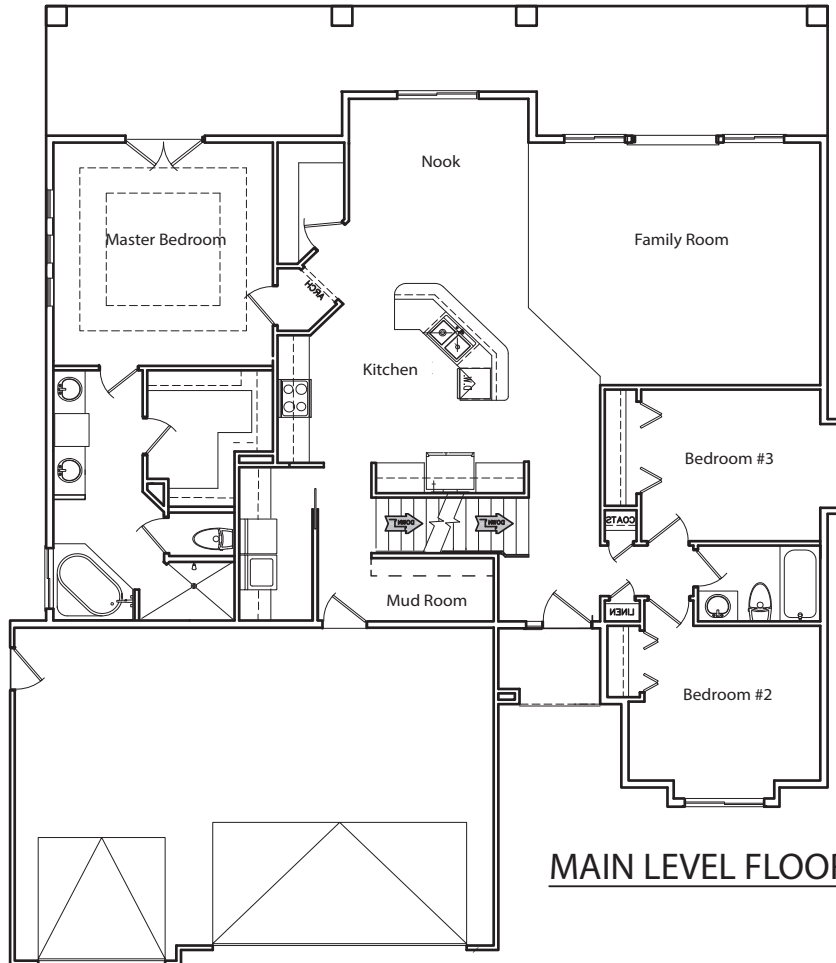 Nook
Master Bedroom
Family Room
ARCH
Kitchen
D/W
Bedroom #3
COATS
DOWN
DOWN
Mud Room
LINEN
Bedroom #2
MAIN LEVEL FLOOR